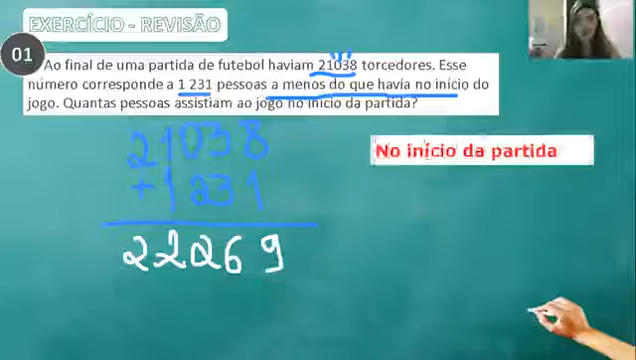 EXERCÍCIO - REVISÃO
01
Ao final de uma partida de futebol haviam 21038 torcedores. Esse
número corresponde a 1 231 pessoas a menos do que havia no início do
jogo. Quantas pessoas assistiam ao jogo no início da partida?
21038
No início da partida
+1231
22269